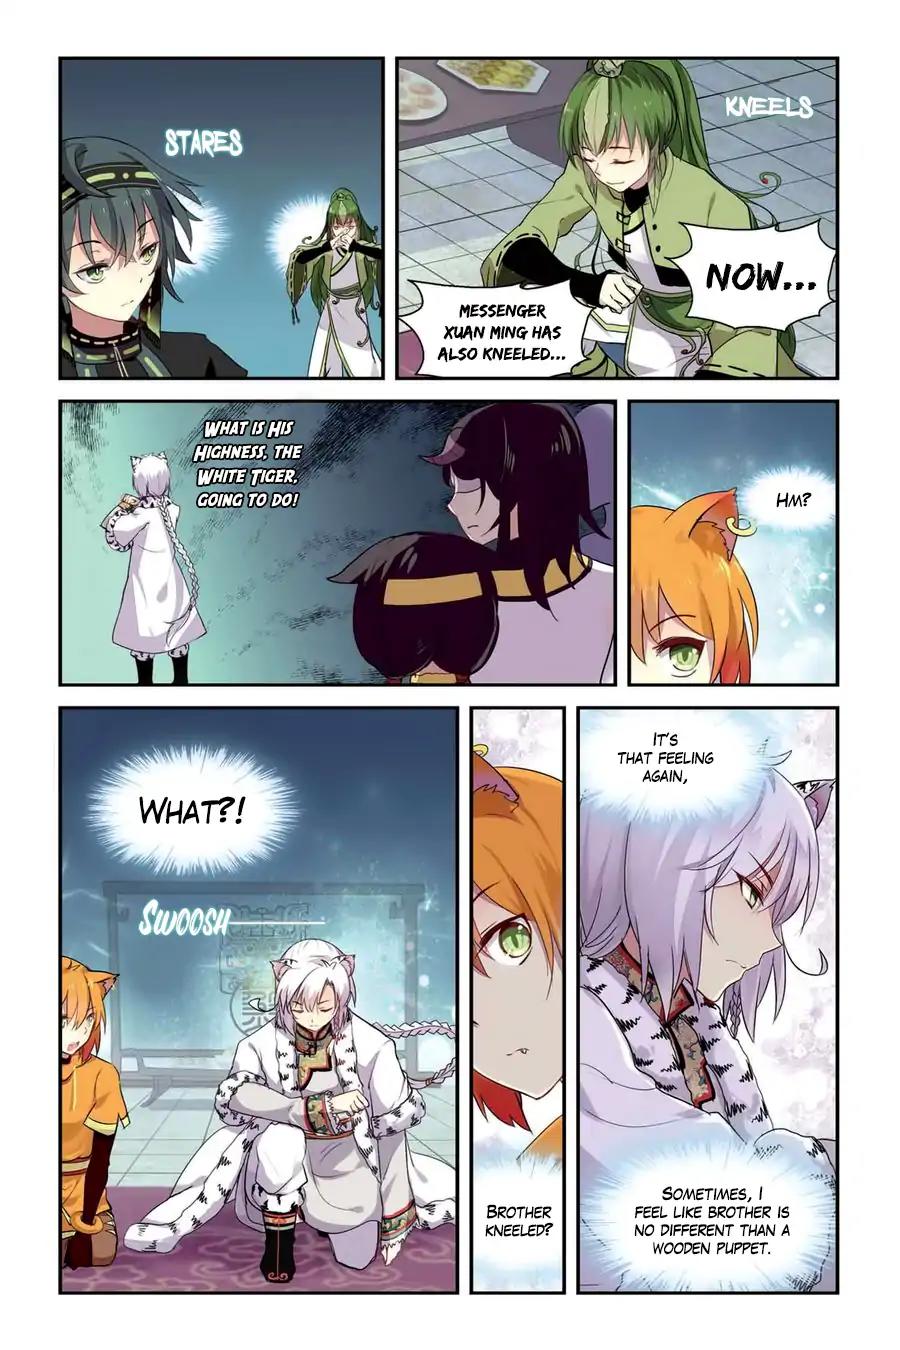 STARES
KNEELS
NOW...
MESSENGER
XUAN MING HAS
ALSO KNEELED...
WHAT IS HIS
HIGHNESS, THE
WHITE TIGER,
GOING TO DO!
HM?
WHAT?!
SWOOSH
BROTHER
KNEELED?
IT'S
THAT FEELING
AGAIN,
SOMETIMES, I
FEEL LIKE BROTHER IS
NO DIFFERENT THAN A
WOODEN PUPPET.